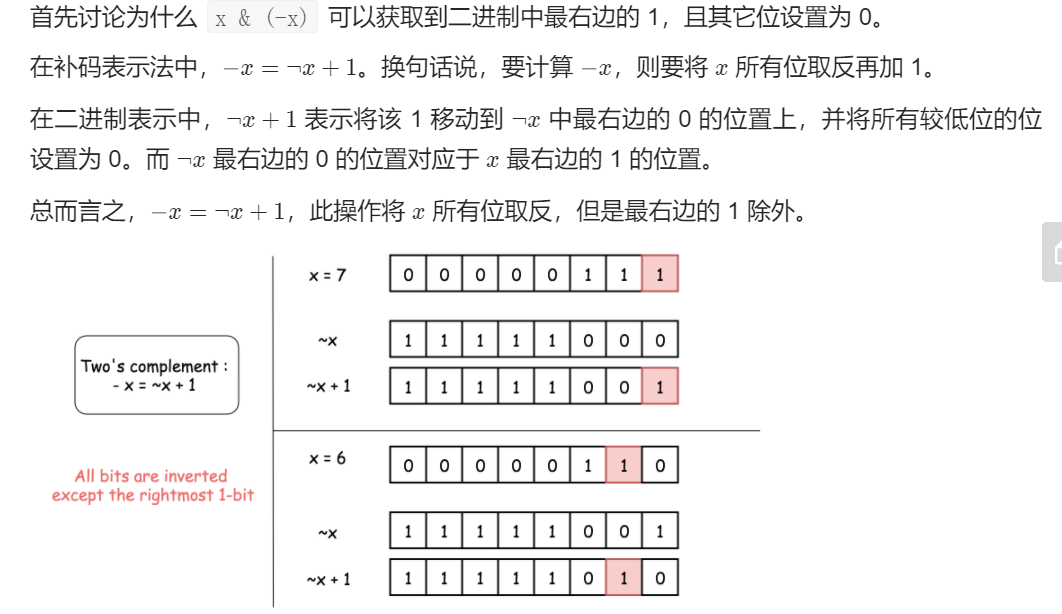 首先讨论为什么 x & (-x) 可以获取到二进制中最右边的 1，且其它位设置为 0。
在补码表示法中，−x = ¬x + 1。换句话说，要计算 −x，则要将 x 所有位取反再加 1。
在二进制表示中，¬x + 1 表示将该 1 移动到 ¬x 中最右边的 0 的位置上，并将所有较低位的位
设置为 0。而 ¬x 最右边的 0 的位置对应于 x 最右边的 1 的位置。
总而言之，−x = ¬x + 1，此操作将 x 所有位取反，但是最右边的 1 除外。
x = 7 0 0 0 0 0 1 1 1
~x 1 1 1 1 1 0 0 0
Two's complement :
- x = ~x + 1
~x + 1 1 1 1 1 1 0 0 1
x = 6 0 0 0 0 0 1 1 0
All bits are inverted
except the rightmost 1-bit
~x 1 1 1 1 1 0 0 1
~x + 1 1 1 1 1 1 0 1 0